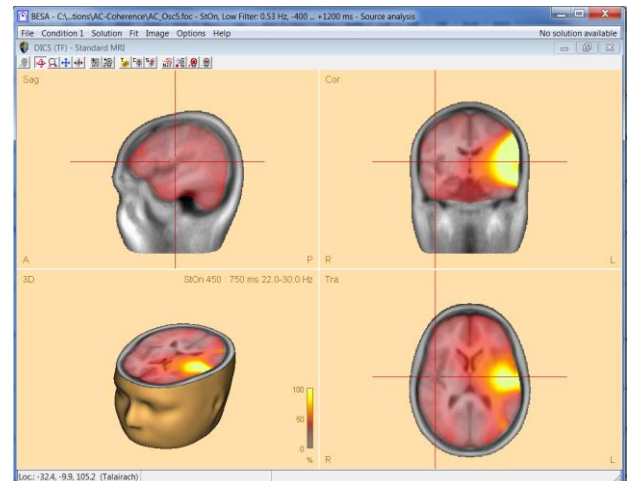 BESA - C:\...tions\AC-Coherence\AC_Osc5.foc - StOn, Low Filter: 0.53 Hz, -400 ... +1200 ms - Source analysis
File Condition 1 Solution Fit Image Options Help No solution available
DICS (TF) - Standard MRI
Sag
Cor
A P
R L
3D StOn 450 : 750 ms 22.0-30.0 Hz
Tra
100
50
0
%
R L
Loc.: -32.4, -9.9, 105.2 (Talairach)